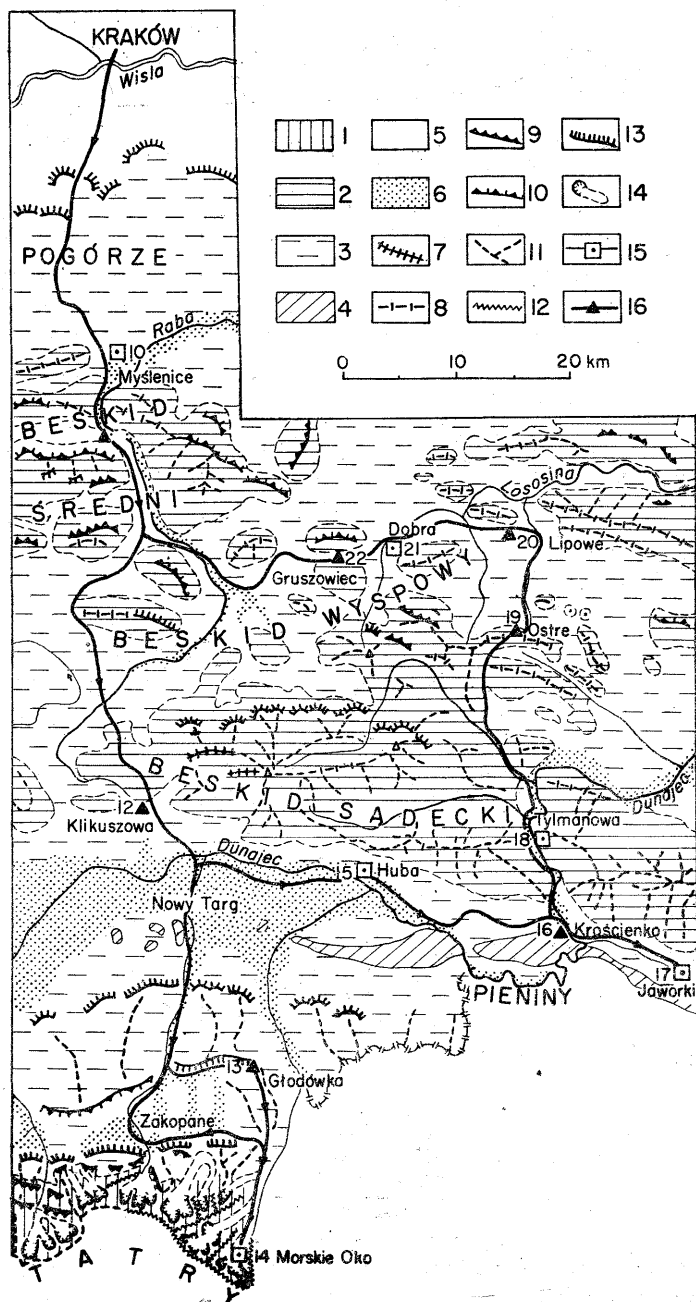 KRAKÓW
Wisla
1 5 9 13
2 6 10 14
3 7 11 15
4 8 12 16
0 10 20 km
POGÓRZE
Raba
10
Myślenice
BESKID
ŚREDNI
Łososina
Dobra
21
20
Lipowe
22
Gruszowiec
BESKID WYSPOWY
19
Ostre
BESKID SĄDECKI
12
Klikuszowa
Dunajec
Tylmanowa
18
Dunajec
15
Huba
Nowy Targ
16
Krościenko
17
Jaworki
PIENINY
13
Głodówka
Zakopane
14 Morskie Oko
TATRY